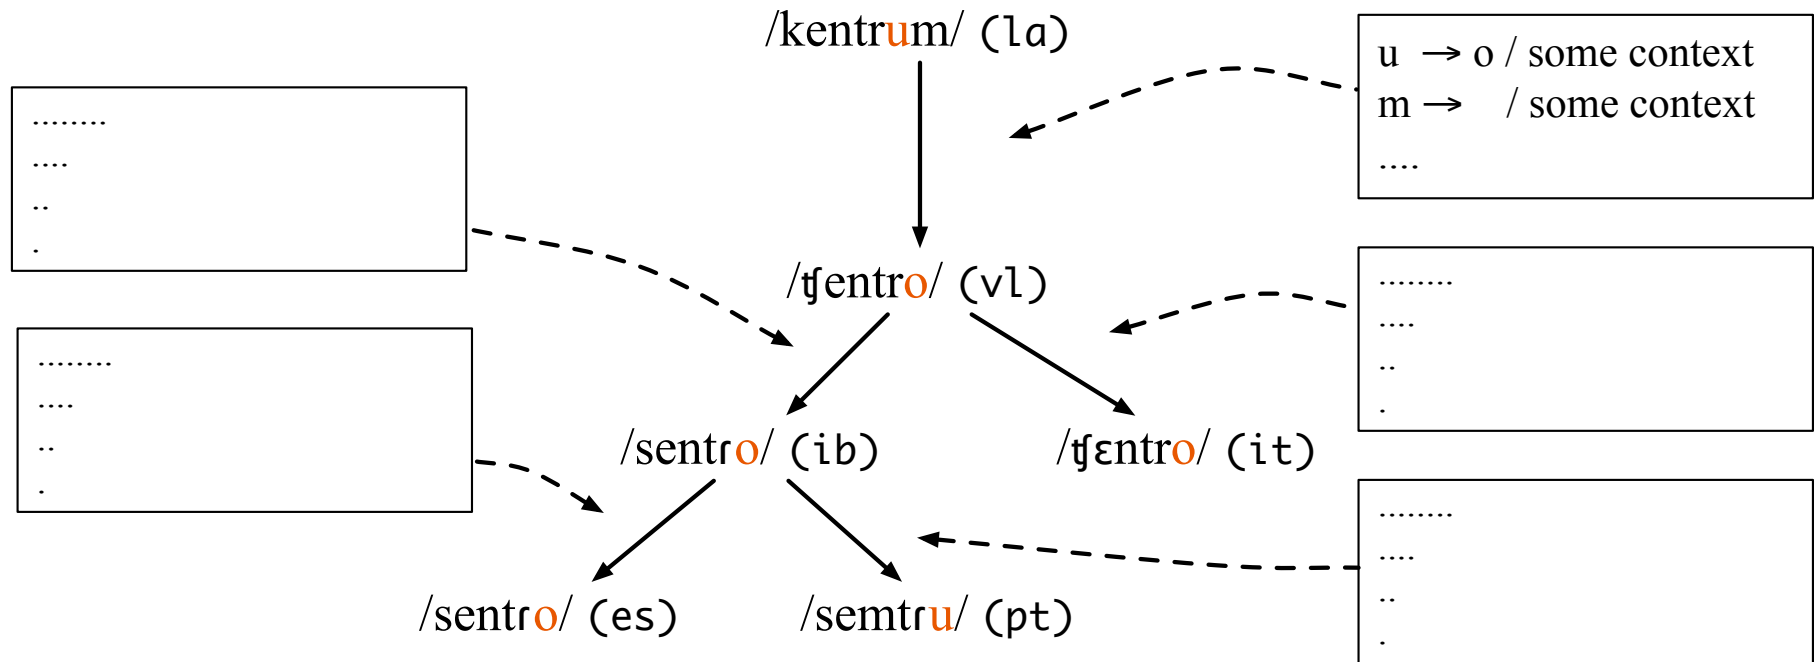 /kentrum/ (la)
u → o / some context
m →   / some context
....
........
....
..
.
/ʧentro/ (vl)
........
....
..
.
........
....
..
.
/sentɾo/ (ib)
/ʧɛntro/ (it)
........
....
..
.
/sentɾo/ (es)
/semtɾu/ (pt)